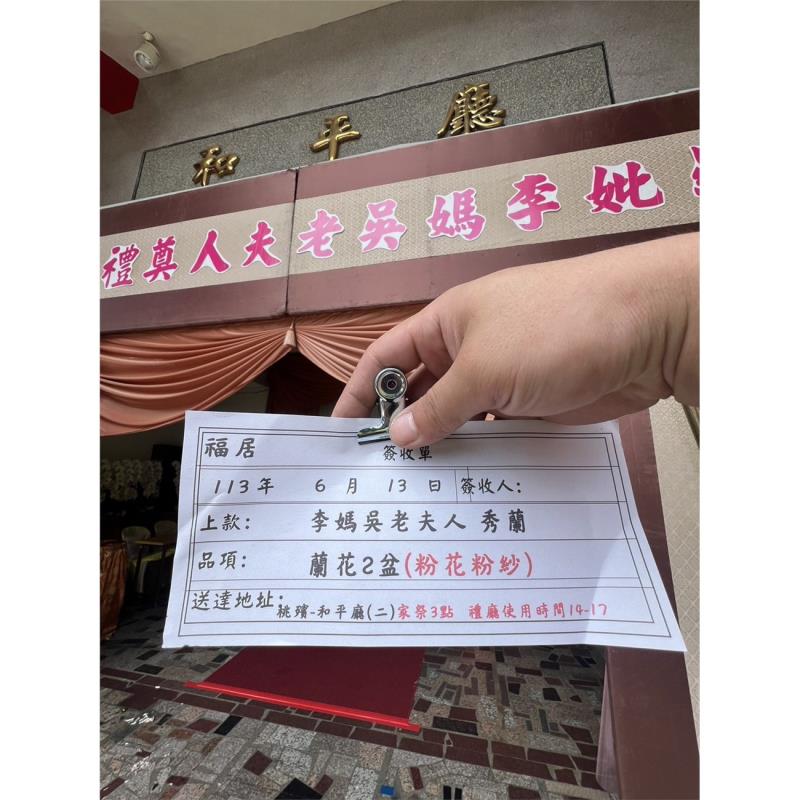 和平廳
妣李媽吳老夫人奠禮
福居 簽收單
113年 6月 13日 簽收人:
上款: 李媽吳老夫人 秀蘭
品項: 蘭花2盆(粉花粉紗)
送達地址: 桃殯-和平廳(二)家祭3點 禮廳使用時間14-17